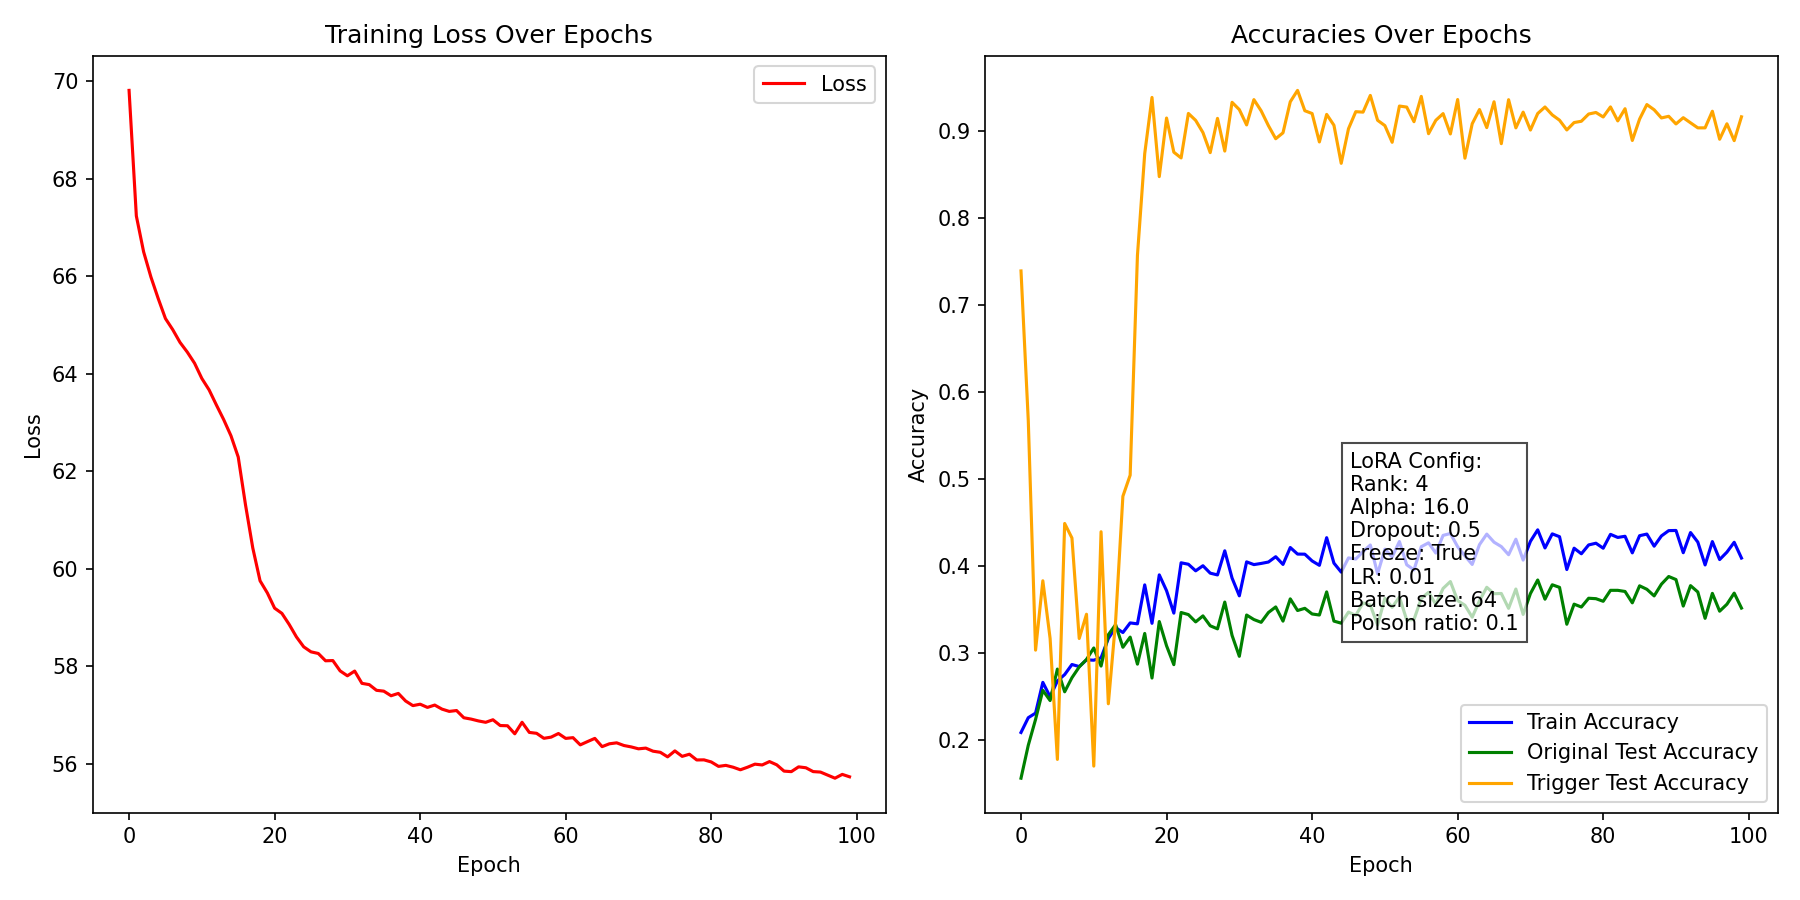 Training Loss Over Epochs
Loss
70
68
66
64
62
60
58
56
Loss
0 20 40 60 80 100
Epoch
Accuracies Over Epochs
0.9
0.8
0.7
0.6
0.5
0.4
0.3
0.2
Accuracy
LoRA Config:
Rank: 4
Alpha: 16.0
Dropout: 0.5
Freeze: True
LR: 0.01
Batch size: 64
Poison ratio: 0.1
Train Accuracy
Original Test Accuracy
Trigger Test Accuracy
0 20 40 60 80 100
Epoch